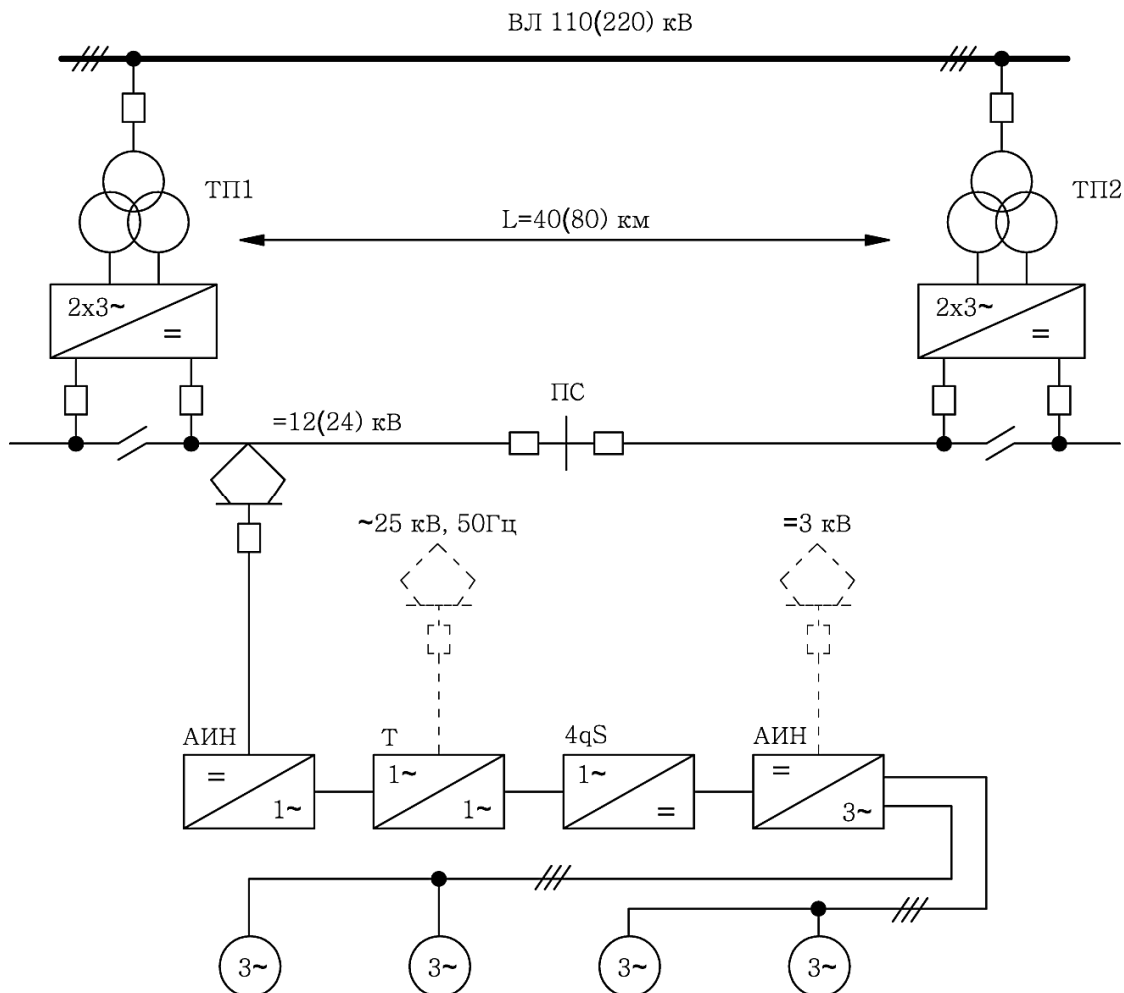 ВЛ 110(220) кВ
ТП1
ТП2
L=40(80) км
2x3~
=
2x3~
=
ПС
=12(24) кВ
~25 кВ, 50Гц
=3 кВ
АИН
Т
4qS
АИН
=
1~
1~
1~
1~
=
=
3~
3~
3~
3~
3~